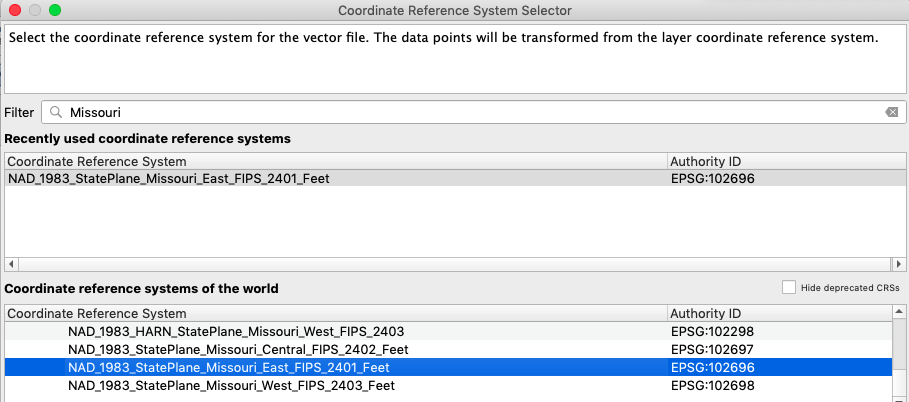 Coordinate Reference System Selector
Select the coordinate reference system for the vector file. The data points will be transformed from the layer coordinate reference system.
Filter Missouri
Recently used coordinate reference systems
Coordinate Reference System Authority ID
NAD_1983_StatePlane_Missouri_East_FIPS_2401_Feet EPSG:102696
Coordinate reference systems of the world Hide deprecated CRSs
Coordinate Reference System Authority ID
NAD_1983_HARN_StatePlane_Missouri_West_FIPS_2403 EPSG:102298
NAD_1983_StatePlane_Missouri_Central_FIPS_2402_Feet EPSG:102697
NAD_1983_StatePlane_Missouri_East_FIPS_2401_Feet EPSG:102696
NAD_1983_StatePlane_Missouri_West_FIPS_2403_Feet EPSG:102698